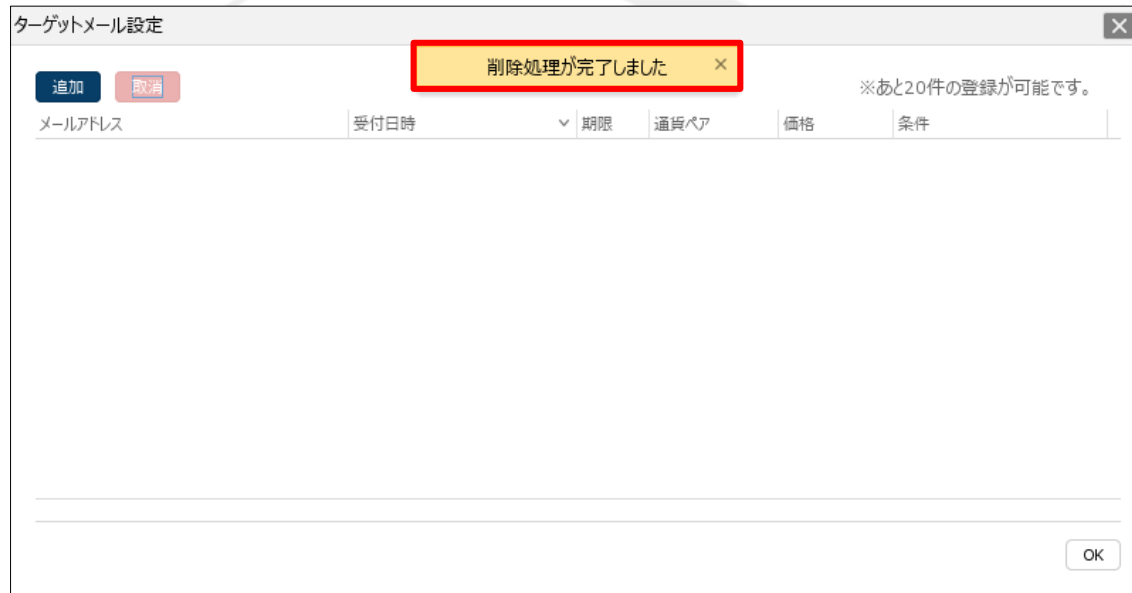 ターゲットメール設定
削除処理が完了しました ×
追加 取消 ※あと20件の登録が可能です。
メールアドレス 受付日時 期限 通貨ペア 価格 条件
OK